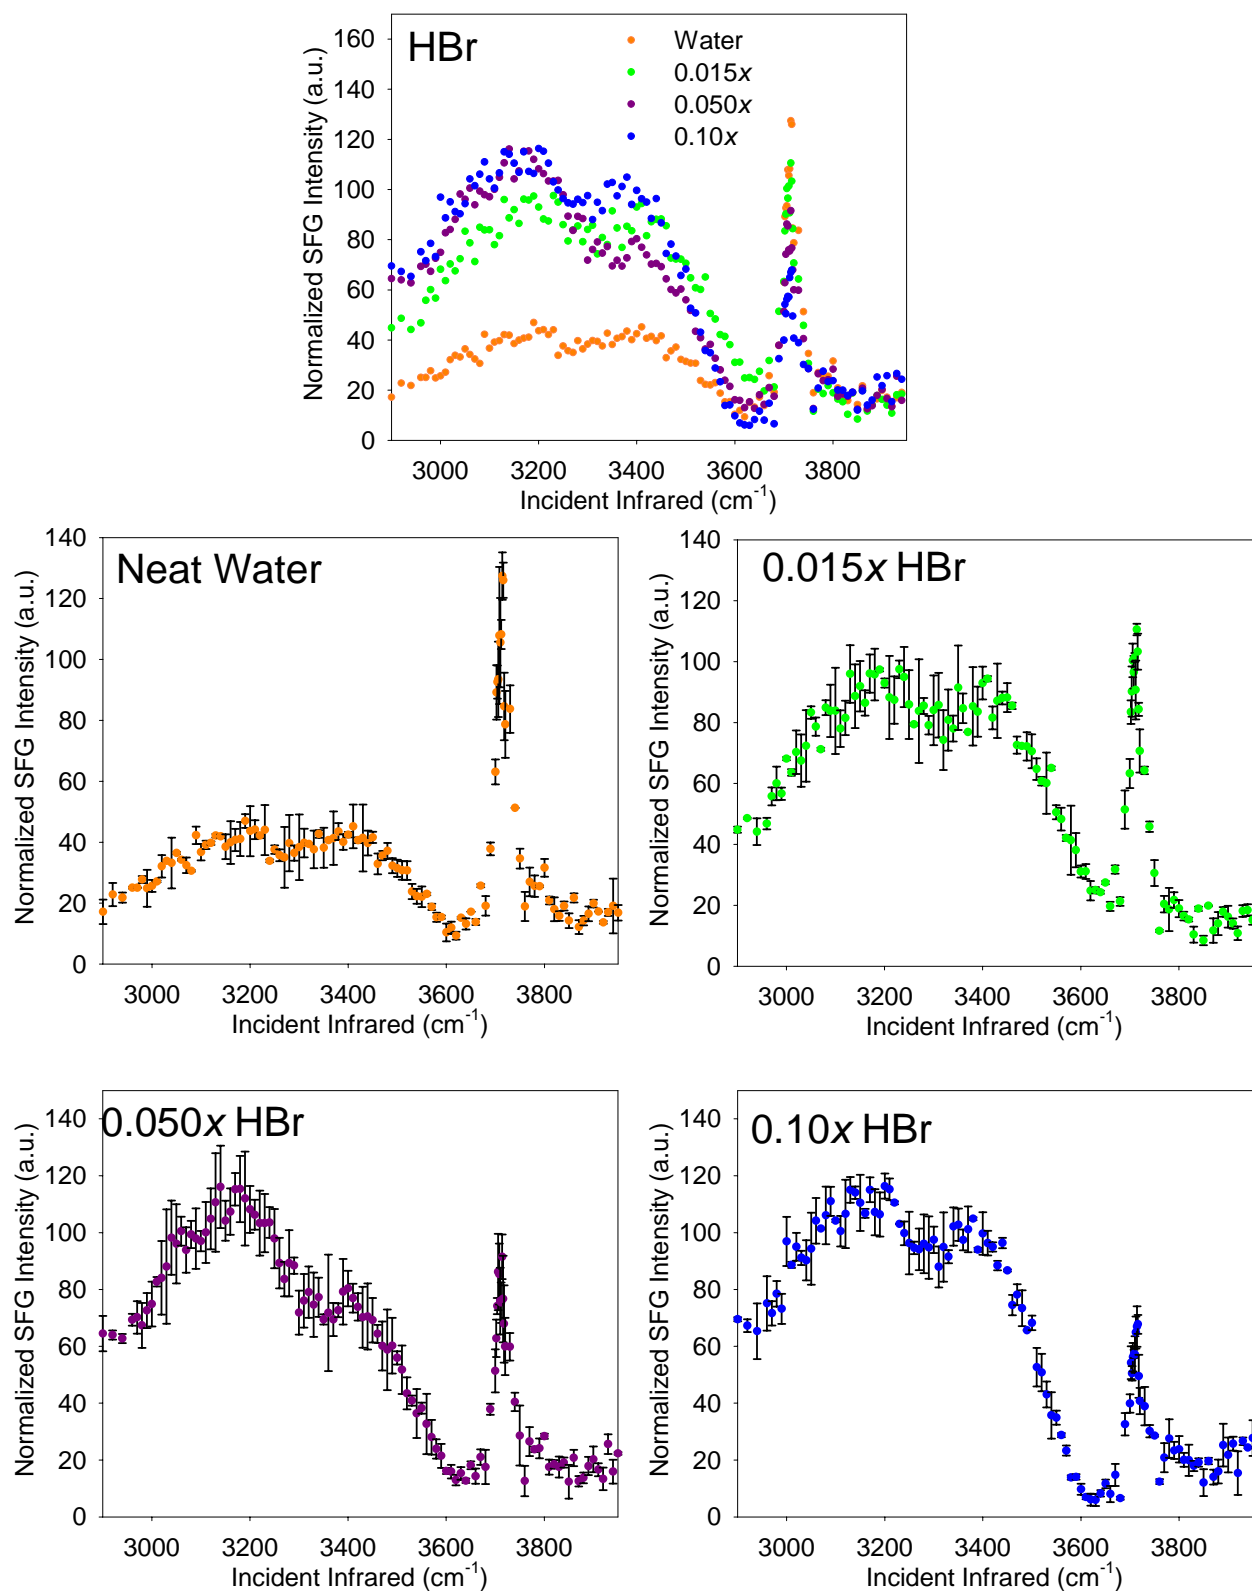 HBr
Water
0.015x
0.050x
0.10x
Normalized SFG Intensity (a.u.)
160
140
120
100
80
60
40
20
0
3000 3200 3400 3600 3800
Incident Infrared (cm⁻¹)
Neat Water
Normalized SFG Intensity (a.u.)
140
120
100
80
60
40
20
0
3000 3200 3400 3600 3800
Incident Infrared (cm⁻¹)
0.015x HBr
Normalized SFG Intensity (a.u.)
140
120
100
80
60
40
20
0
3000 3200 3400 3600 3800
Incident Infrared (cm⁻¹)
0.050x HBr
Normalized SFG Intensity (a.u.)
140
120
100
80
60
40
20
0
3000 3200 3400 3600 3800
Incident Infrared (cm⁻¹)
0.10x HBr
Normalized SFG Intensity (a.u.)
140
120
100
80
60
40
20
0
3000 3200 3400 3600 3800
Incident Infrared (cm⁻¹)